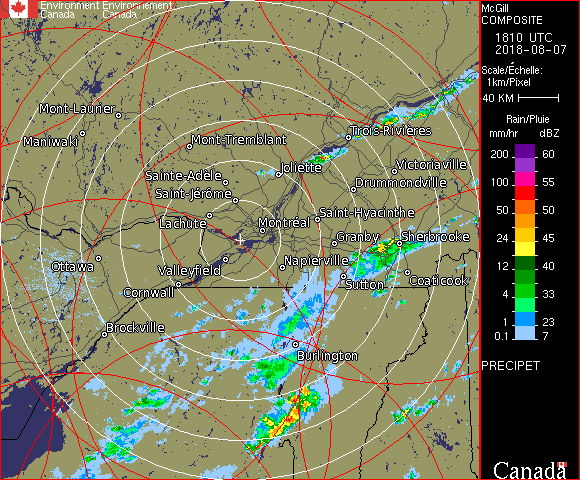 Environment Environnement
Canada Canada
McGill
COMPOSITE
1810 UTC
2018-08-07
Scale/Échelle:
1km/Pixel
40 KM
Rain/Pluie
mm/hr dBZ
200 60
57
100 55
50 50
24 45
12 40
4 33
1 23
0.1 7
PRECIPET
Canada
Mont-Laurier
Maniwaki
Mont-Tremblant
Trois-Rivières
Sainte-Adèle
Joliette
Victoriaville
Saint-Jérôme
Drummondville
Lachute
Montréal
Saint-Hyacinthe
Granby
Sherbrooke
Ottawa
Valleyfield
Napierville
Cornwall
Sutton
Coaticook
Brockville
Burlington